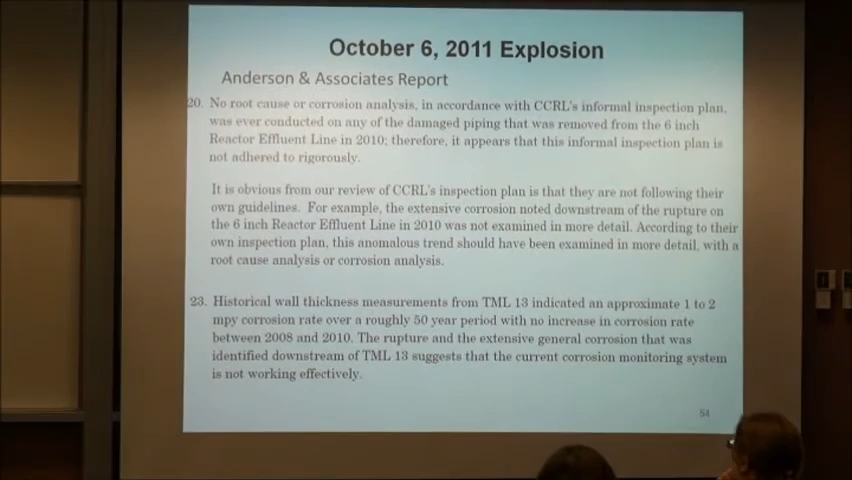 October 6, 2011 Explosion
Anderson & Associates Report
20. No root cause or corrosion analysis, in accordance with CCRL's informal inspection plan,
was ever conducted on any of the damaged piping that was removed from the 6 inch
Reactor Effluent Line in 2010; therefore, it appears that this informal inspection plan is
not adhered to rigorously.
It is obvious from our review of CCRL's inspection plan is that they are not following their
own guidelines. For example, the extensive corrosion noted downstream of the rupture on
the 6 inch Reactor Effluent Line in 2010 was not examined in more detail. According to their
own inspection plan, this anomalous trend should have been examined in more detail, with a
root cause analysis or corrosion analysis.
23. Historical wall thickness measurements from TML 13 indicated an approximate 1 to 2
mpy corrosion rate over a roughly 50 year period with no increase in corrosion rate
between 2008 and 2010. The rupture and the extensive general corrosion that was
identified downstream of TML 13 suggests that the current corrosion monitoring system
is not working effectively.
54